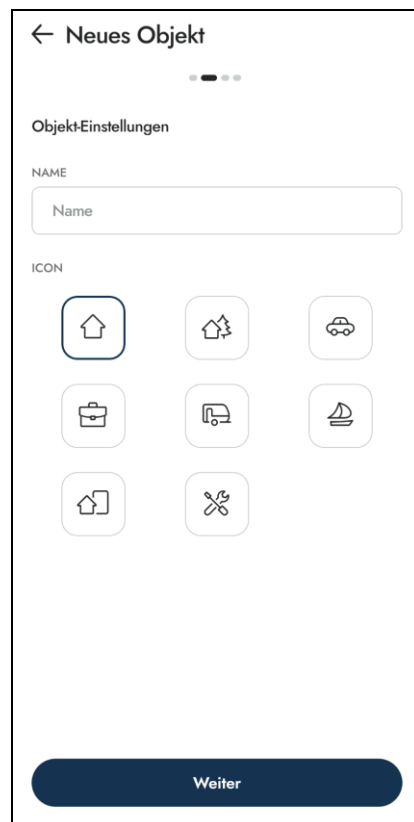 Neues Objekt
Objekt-Einstellungen
NAME
Name
ICON
Weiter